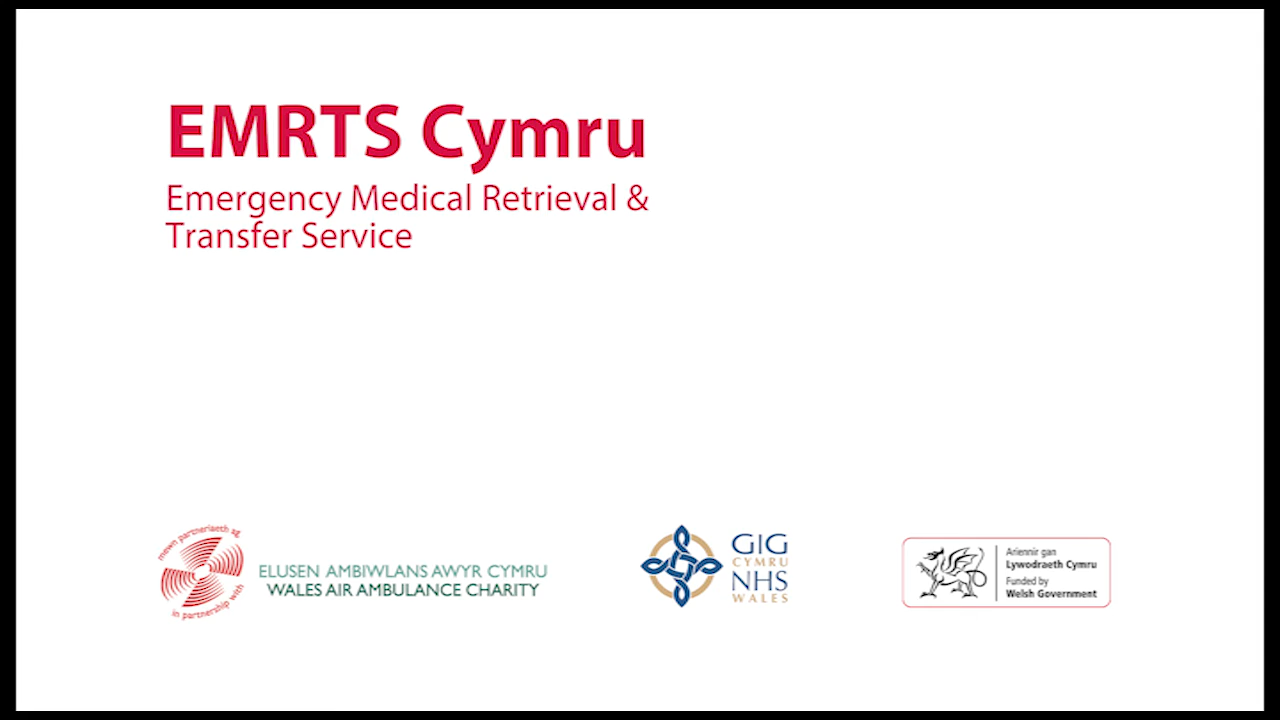 EMRTS Cymru
Emergency Medical Retrieval &
Transfer Service
mewn partneriaeth ag
in partnership with
ELUSEN AMBIWLANS AWYR CYMRU
WALES AIR AMBULANCE CHARITY
GIG
CYMRU
NHS
WALES
Ariennir gan
Lywodraeth Cymru
Funded by
Welsh Government